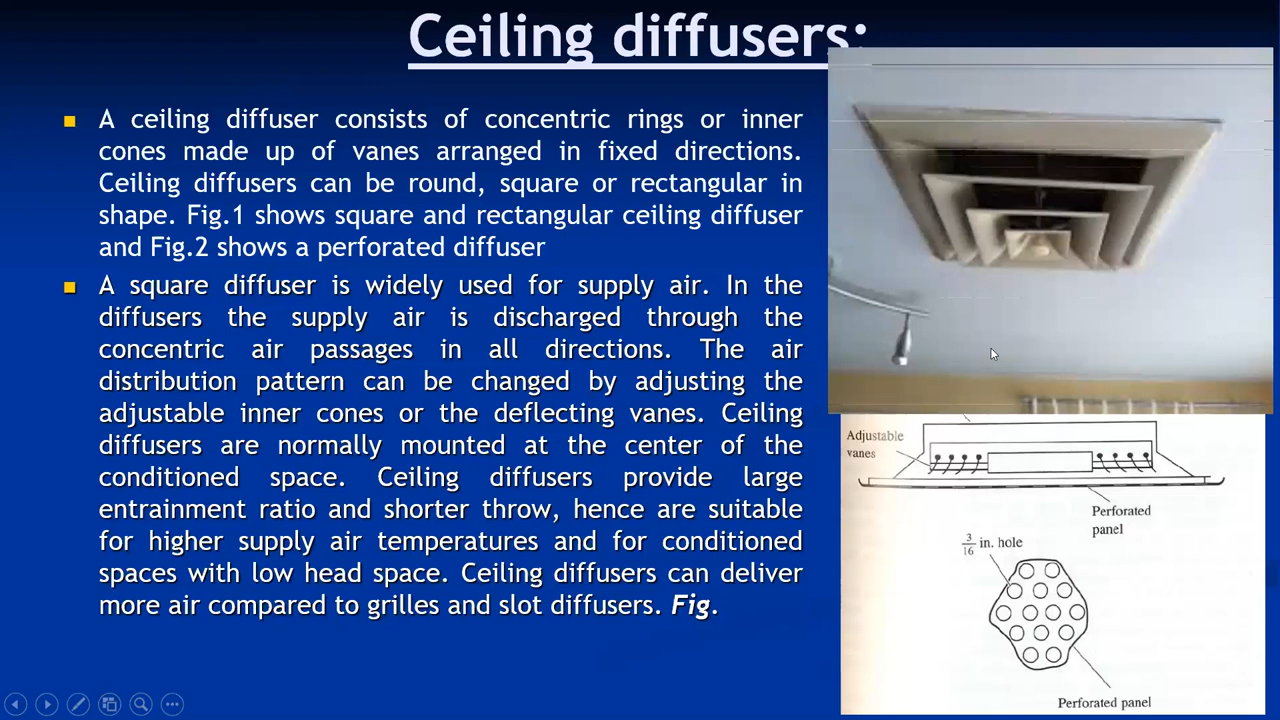 Ceiling diffusers:
A ceiling diffuser consists of concentric rings or inner
cones made up of vanes arranged in fixed directions.
Ceiling diffusers can be round, square or rectangular in
shape. Fig.1 shows square and rectangular ceiling diffuser
and Fig.2 shows a perforated diffuser
A square diffuser is widely used for supply air. In the
diffusers the supply air is discharged through the
concentric air passages in all directions. The air
distribution pattern can be changed by adjusting the
adjustable inner cones or the deflecting vanes. Ceiling
diffusers are normally mounted at the center of the
conditioned space. Ceiling diffusers provide large
entrainment ratio and shorter throw, hence are suitable
for higher supply air temperatures and for conditioned
spaces with low head space. Ceiling diffusers can deliver
more air compared to grilles and slot diffusers. Fig.
Adjustable
vanes
Perforated
panel
3/16 in. hole
Perforated panel